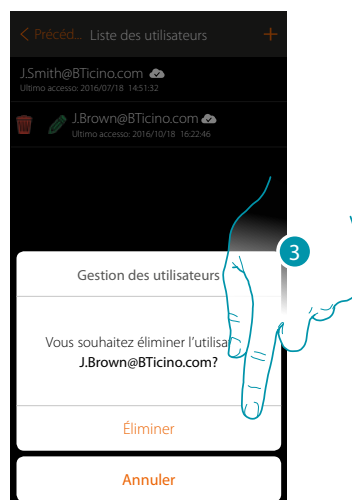 < Précéd... Liste des utilisateurs +
J.Smith@BTicino.com
Ultimo accesso: 2016/07/18 14:51:32
J.Brown@BTicino.com
Ultimo accesso: 2016/10/18 16:22:46
3
Gestion des utilisateurs
Vous souhaitez éliminer l'utilisa
J.Brown@BTicino.com?
Éliminer
Annuler